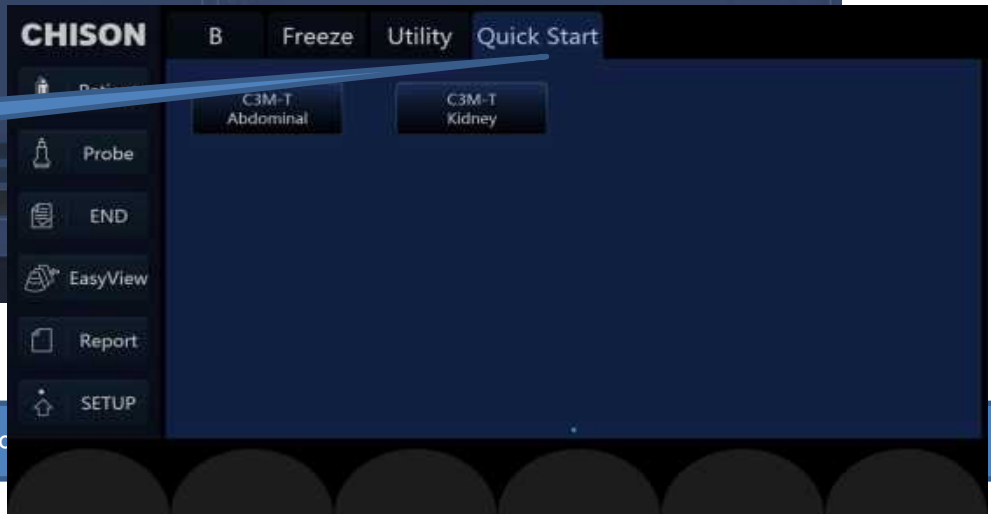 CHISON
B Freeze Utility Quick Start
C3M-T
Abdominal
C3M-T
Kidney
Probe
END
EasyView
Report
SETUP